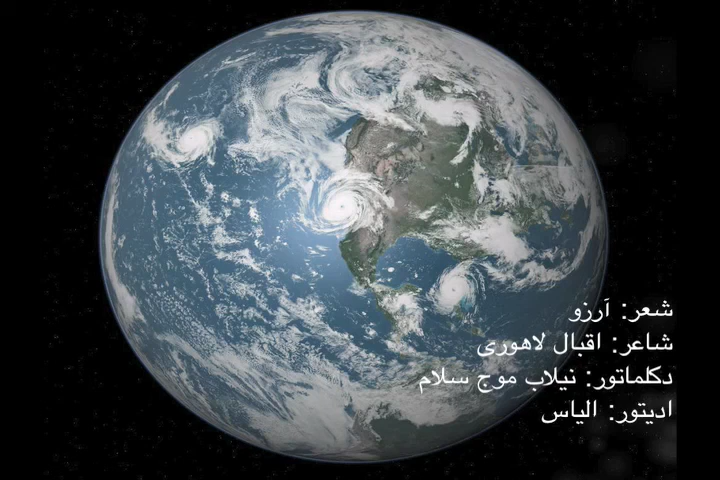 شعر: آرزو
شاعر: اقبال لاهوری
دکلماتور: نیلاب موج سلام
ادیتور: الیاس